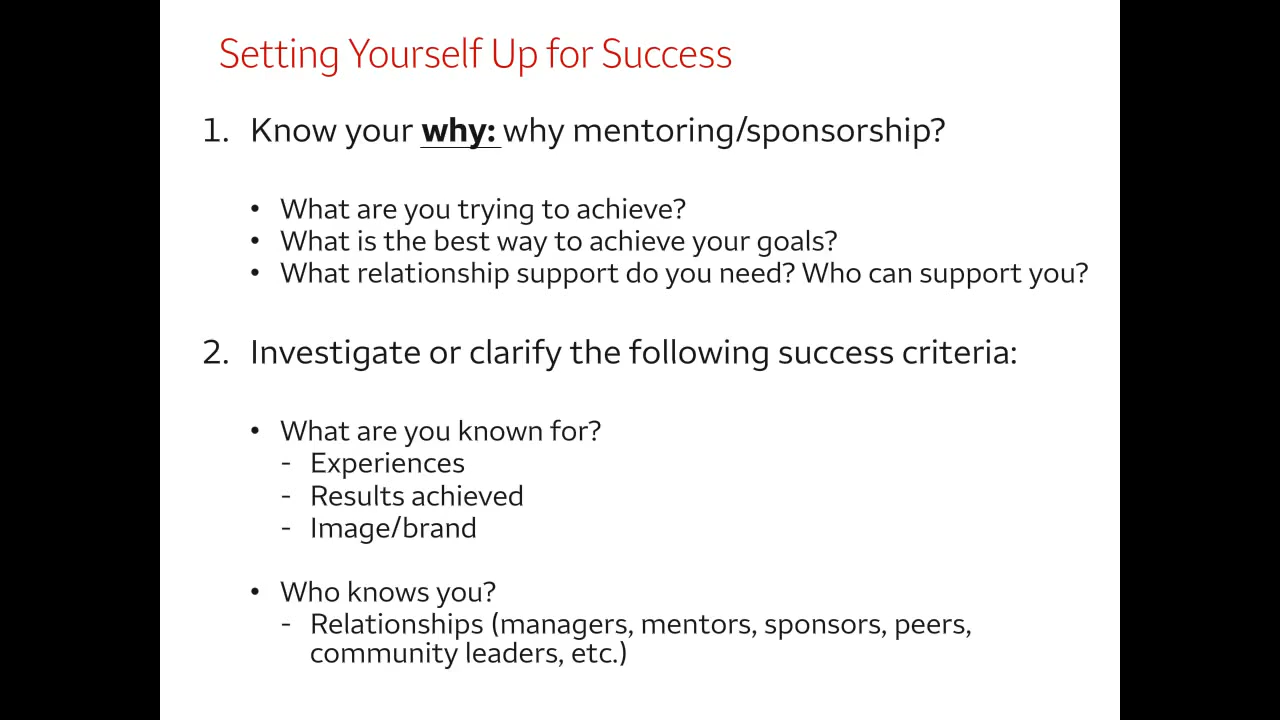 Setting Yourself Up for Success
1. Know your why: why mentoring/sponsorship?
• What are you trying to achieve?
• What is the best way to achieve your goals?
• What relationship support do you need? Who can support you?
2. Investigate or clarify the following success criteria:
• What are you known for?
- Experiences
- Results achieved
- Image/brand
• Who knows you?
- Relationships (managers, mentors, sponsors, peers,
community leaders, etc.)